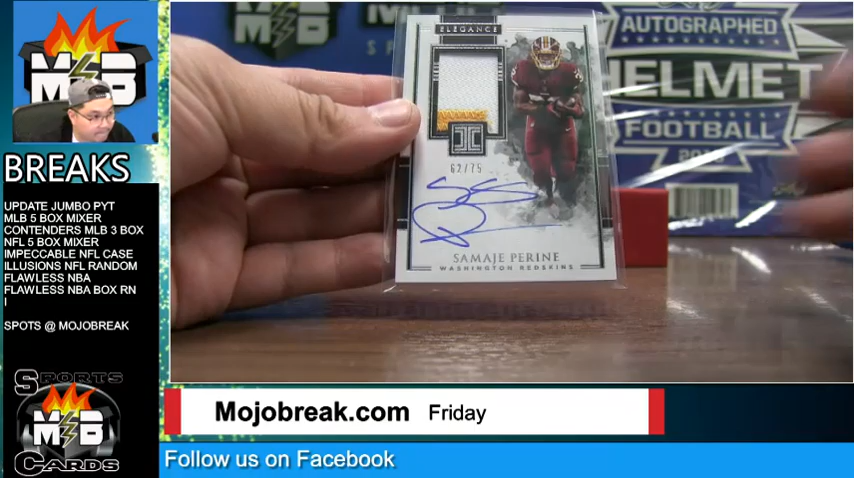 MB
BREAKS
UPDATE JUMBO PYT
MLB 5 BOX MIXER
CONTENDERS MLB 3 BOX
NFL 5 BOX MIXER
IMPECCABLE NFL CASE
ILLUSIONS NFL RANDOM
FLAWLESS NBA
FLAWLESS NBA BOX RN
I
SPOTS @ MOJOBREAK
SPORTS
MB
CARDS
ELEGANCE
62/75
SAMAJE PERINE
WASHINGTON REDSKINS
AUTOGRAPHED
HELMET
FOOTBALL
Mojobreak.com Friday
Follow us on Facebook